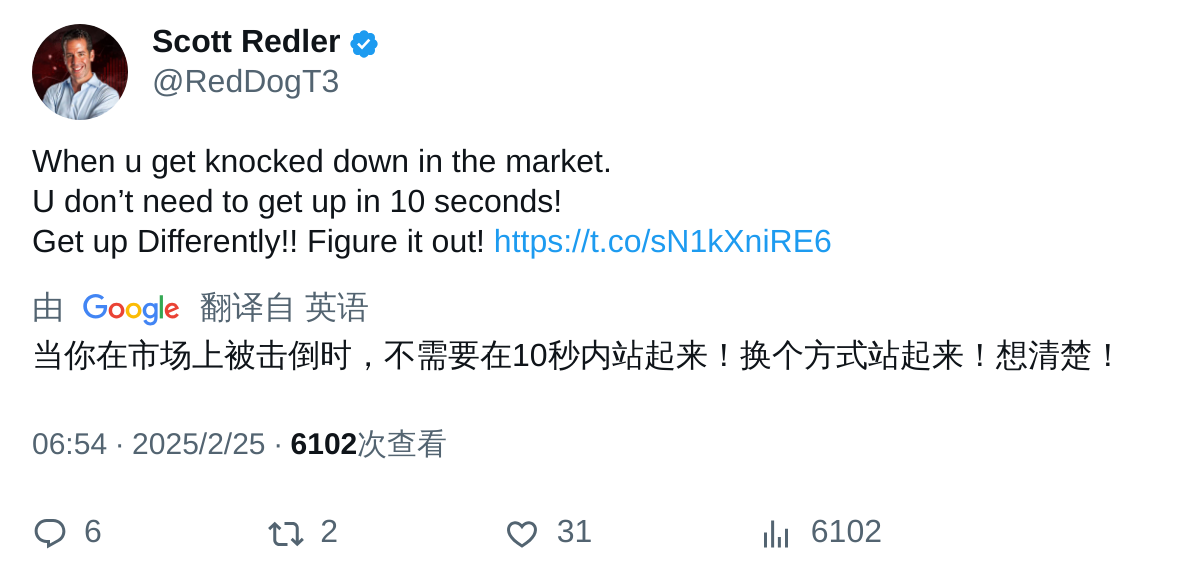 Scott Redler
@RedDogT3
When u get knocked down in the market.
U don’t need to get up in 10 seconds!
Get up Differently!! Figure it out! https://t.co/sN1kXniRE6
由 Google 翻译自 英语
当你在市场上被击倒时，不需要在10秒内站起来！换个方式站起来！想清楚！
06:54 · 2025/2/25 · 6102次查看
6 2 31 6102